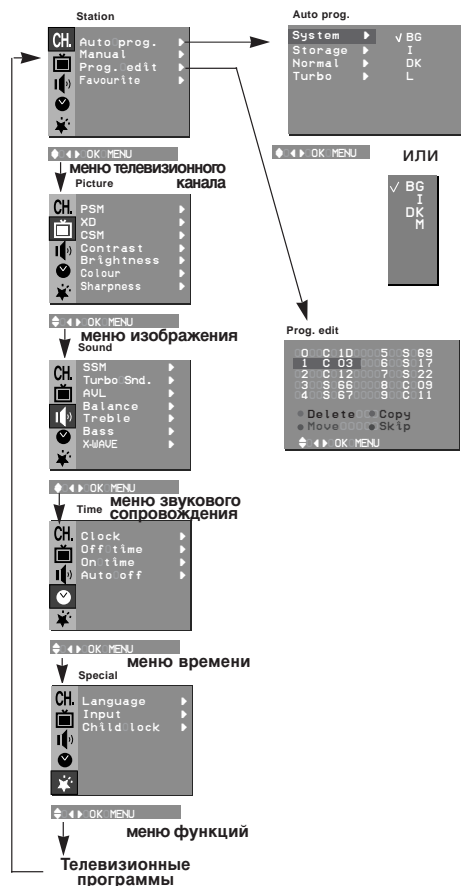 Station
CH.
Auto prog.
Manual
Prog. edit
Favourite
OK MENU
Auto prog.
System
Storage
Normal
Turbo
√ BG
I
DK
L
OK MENU
или
√ BG
I
DK
M
меню телевизионного
канала
Picture
CH.
PSM
XD
CSM
Contrast
Brightness
Colour
Sharpness
OK MENU
меню изображения
Prog. edit
0 C 10 5 S 69
1 C 03 6 S 17
2 C 12 7 S 22
3 S 66 8 C 09
4 S 67 9 C 11
Delete Copy
Move Skip
OK MENU
Sound
CH.
SSM
Turbo Snd.
AVL
Balance
Treble
Bass
X-WAVE
OK MENU
меню звукового
сопровождения
Time
CH.
Clock
Off time
On time
Auto off
OK MENU
меню времени
Special
CH.
Language
Input
Child lock
OK MENU
меню функций
Телевизионные
программы